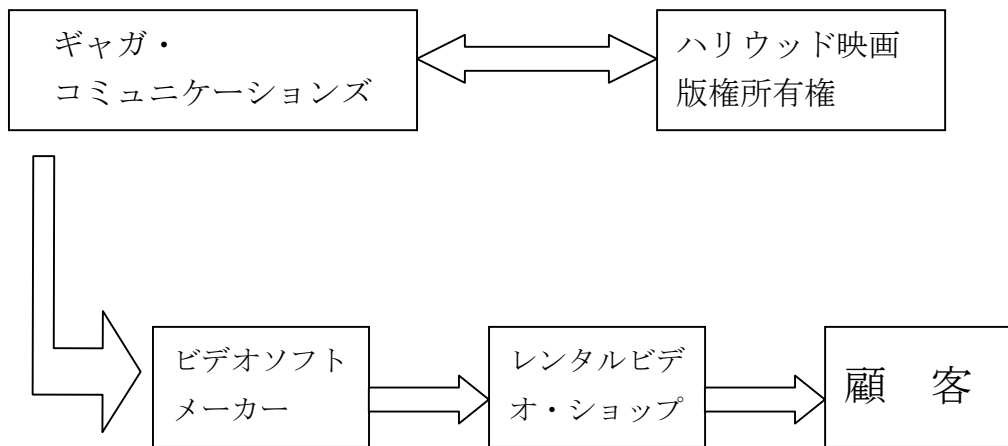 ギャガ・
コミュニケーションズ
ハリウッド映画
版権所有権
ビデオソフト
メーカー
レンタルビデ
オ・ショップ
顧　客